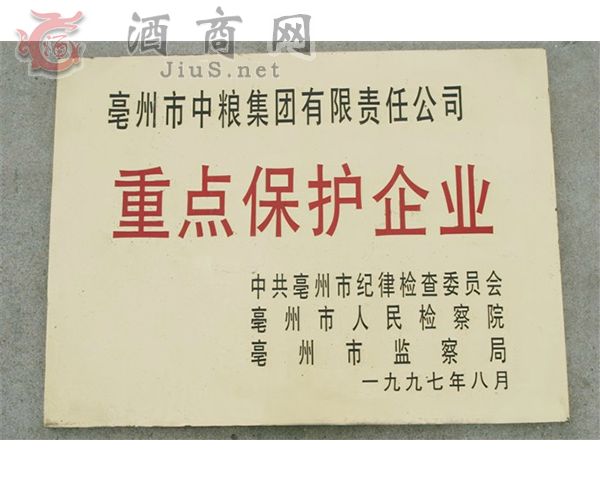 酒商网
JiuS.net
亳州市中粮集团有限责任公司
重点保护企业
中共亳州市纪律检查委员会
亳州市人民检察院
亳州市监察局
一九九七年八月